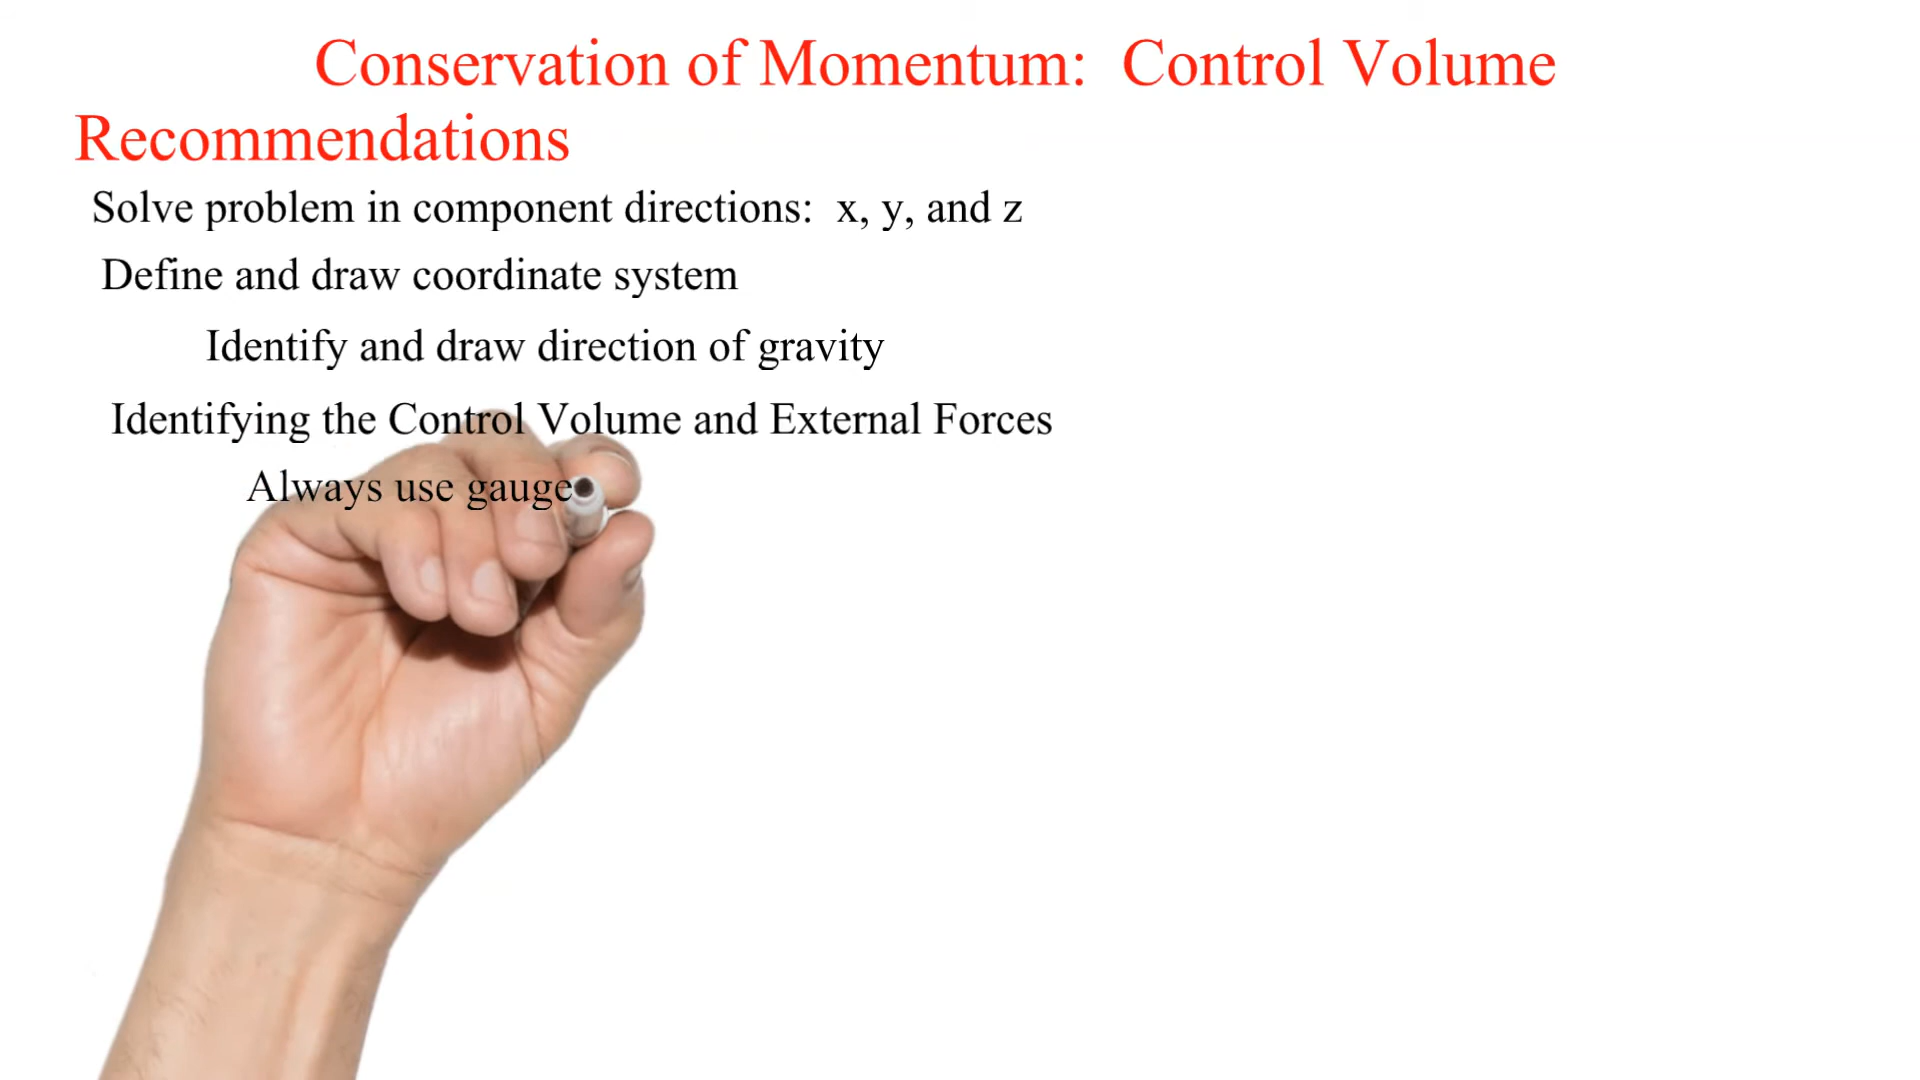 Conservation of Momentum: Control Volume
Recommendations
Solve problem in component directions: x, y, and z
Define and draw coordinate system
Identify and draw direction of gravity
Identifying the Control Volume and External Forces
Always use gauge